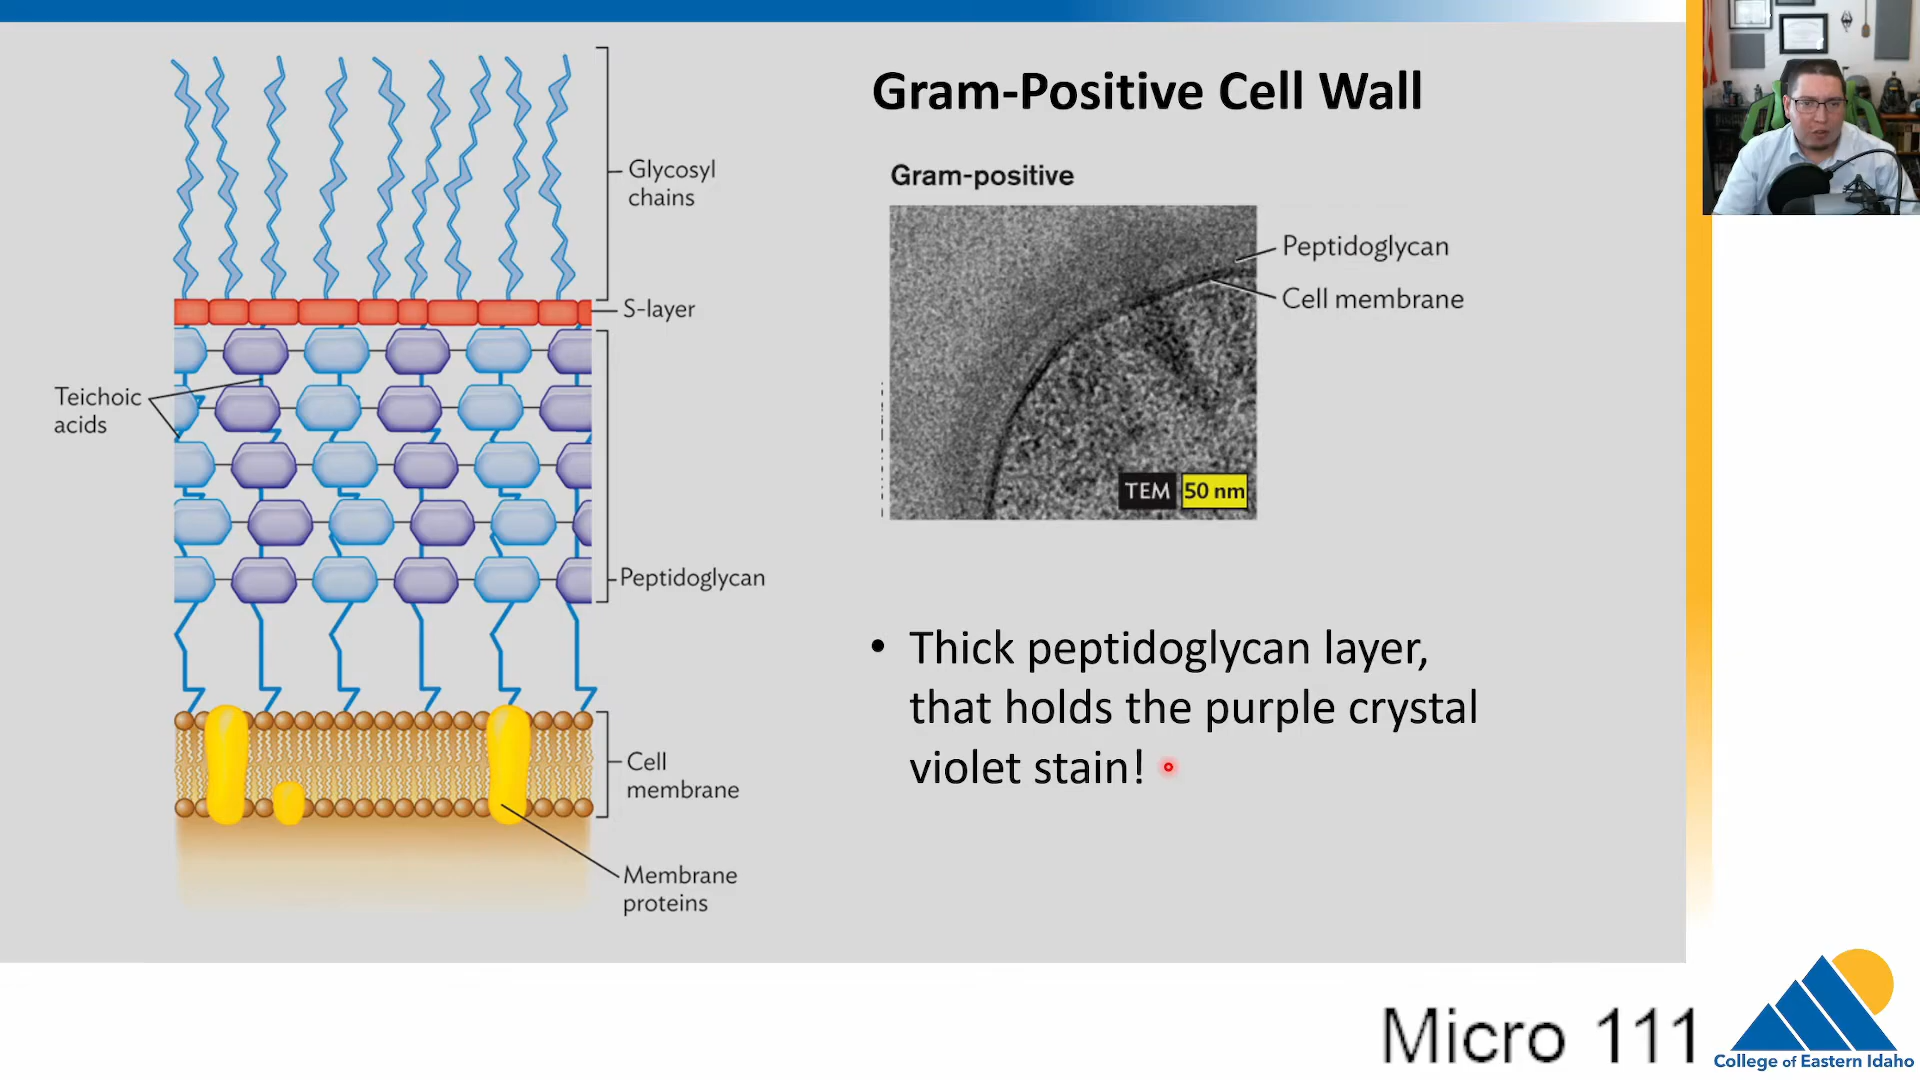 Gram-Positive Cell Wall
Glycosyl
chains
S-layer
Teichoic
acids
Peptidoglycan
Cell
membrane
Membrane
proteins
Gram-positive
Peptidoglycan
Cell membrane
TEM 50 nm
• Thick peptidoglycan layer,
that holds the purple crystal
violet stain!
Micro 111
College of Eastern Idaho